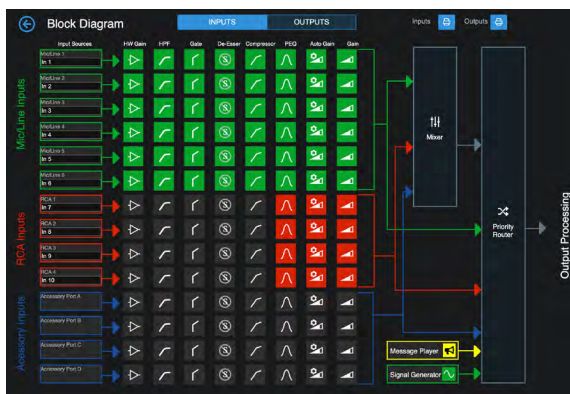 Block Diagram
INPUTS
OUTPUTS
Inputs
Outputs
Input Sources
HW Gain
HPF
Gate
De-Esser
Compressor
PEQ
Auto Gain
Gain
Mic/Line Inputs
Mic/Line 1
In 1
Mic/Line 2
In 2
Mic/Line 3
In 3
Mic/Line 4
In 4
Mic/Line 5
In 5
Mic/Line 6
In 6
RCA Inputs
RCA 1
In 7
RCA 2
In 8
RCA 3
In 9
RCA 4
In 10
Accessory Inputs
Accessory Port A
Accessory Port B
Accessory Port C
Accessory Port D
Mixer
Priority
Router
Message Player
Signal Generator
Output Processing